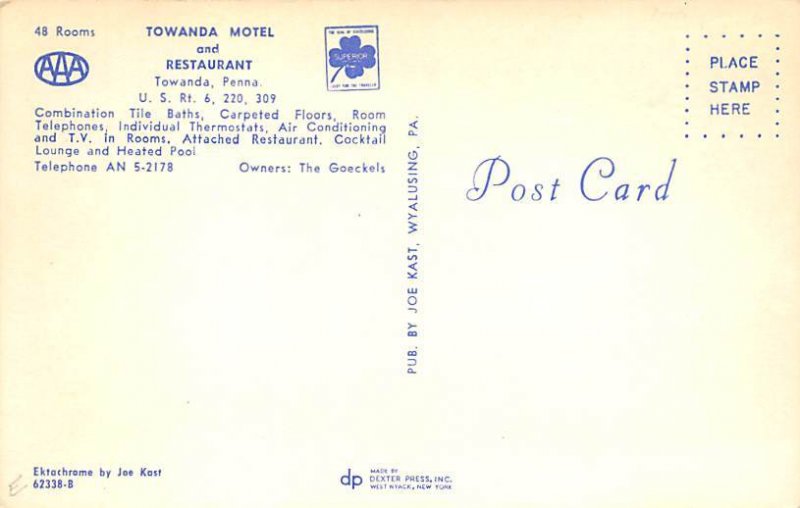 48 Rooms
TOWANDA MOTEL
and
RESTAURANT
Towanda, Penna.
U. S. Rt. 6, 220, 309
AAA
SUPERIOR
Combination Tile Baths, Carpeted Floors, Room
Telephones, Individual Thermostats, Air Conditioning
and T.V. in Rooms, Attached Restaurant, Cocktail
Lounge and Heated Pool
Telephone AN 5-2178 Owners: The Goeckels
PUB. BY JOE KAST, WYALUSING, PA.
PLACE
STAMP
HERE
Post Card
Ektachrome by Joe Kast
62338-B
E
dp
MADE BY
DEXTER PRESS, INC.
WEST NYACK, NEW YORK